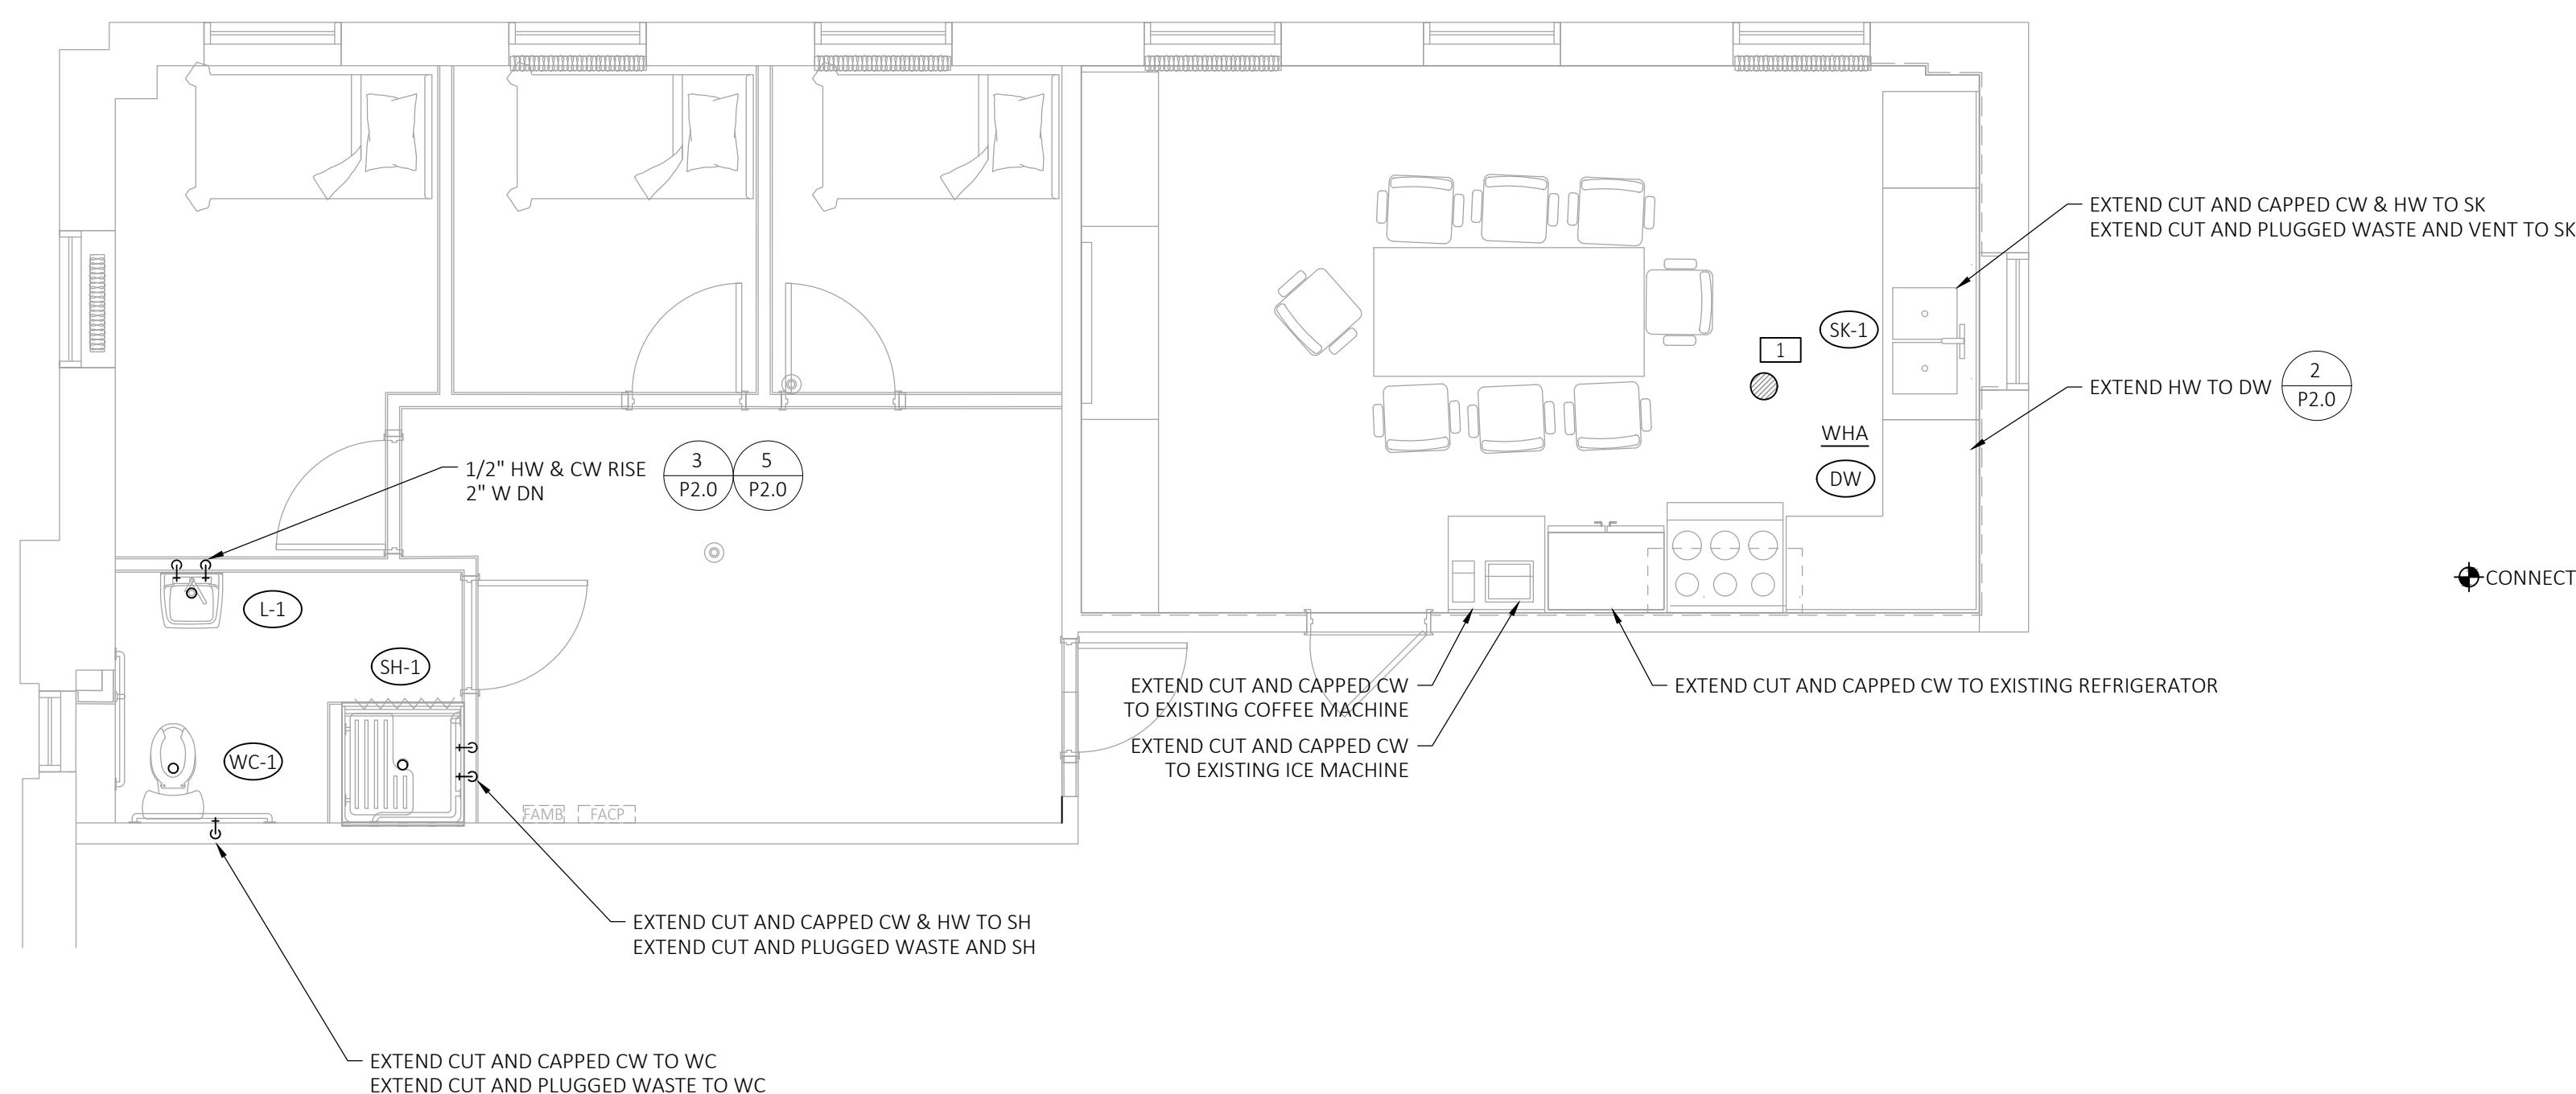 EXTEND CUT AND CAPPED CW & HW TO SK
EXTEND CUT AND PLUGGED WASTE AND VENT TO SK
SK-1
1
EXTEND HW TO DW
2
P2.0
WHA
DW
1/2" HW & CW RISE
2" W DN
3
P2.0
5
P2.0
CONNECT
L-1
SH-1
WC-1
EXTEND CUT AND CAPPED CW
TO EXISTING COFFEE MACHINE
EXTEND CUT AND CAPPED CW TO EXISTING REFRIGERATOR
EXTEND CUT AND CAPPED CW
TO EXISTING ICE MACHINE
FAMB
FACP
EXTEND CUT AND CAPPED CW & HW TO SH
EXTEND CUT AND PLUGGED WASTE AND SH
EXTEND CUT AND CAPPED CW TO WC
EXTEND CUT AND PLUGGED WASTE TO WC